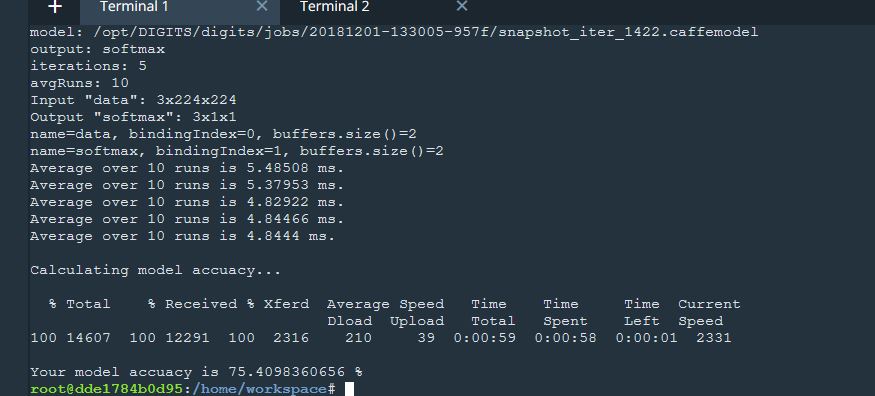 + Terminal 1 × Terminal 2 ×
model: /opt/DIGITS/digits/jobs/20181201-133005-957f/snapshot_iter_1422.caffemodel
output: softmax
iterations: 5
avgRuns: 10
Input "data": 3x224x224
Output "softmax": 3x1x1
name=data, bindingIndex=0, buffers.size()=2
name=softmax, bindingIndex=1, buffers.size()=2
Average over 10 runs is 5.48508 ms.
Average over 10 runs is 5.37953 ms.
Average over 10 runs is 4.82922 ms.
Average over 10 runs is 4.84466 ms.
Average over 10 runs is 4.8444 ms.
Calculating model accuacy...
% Total % Received % Xferd Average Speed Time Time Time Current
Dload Upload Total Spent Left Speed
100 14607 100 12291 100 2316 210 39 0:00:59 0:00:58 0:00:01 2331
Your model accuacy is 75.4098360656 %
root@dde1784b0d95:/home/workspace#